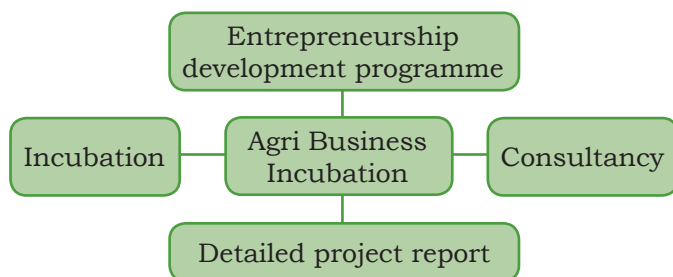 Entrepreneurship
development programme
Incubation
Agri Business
Incubation
Consultancy
Detailed project report